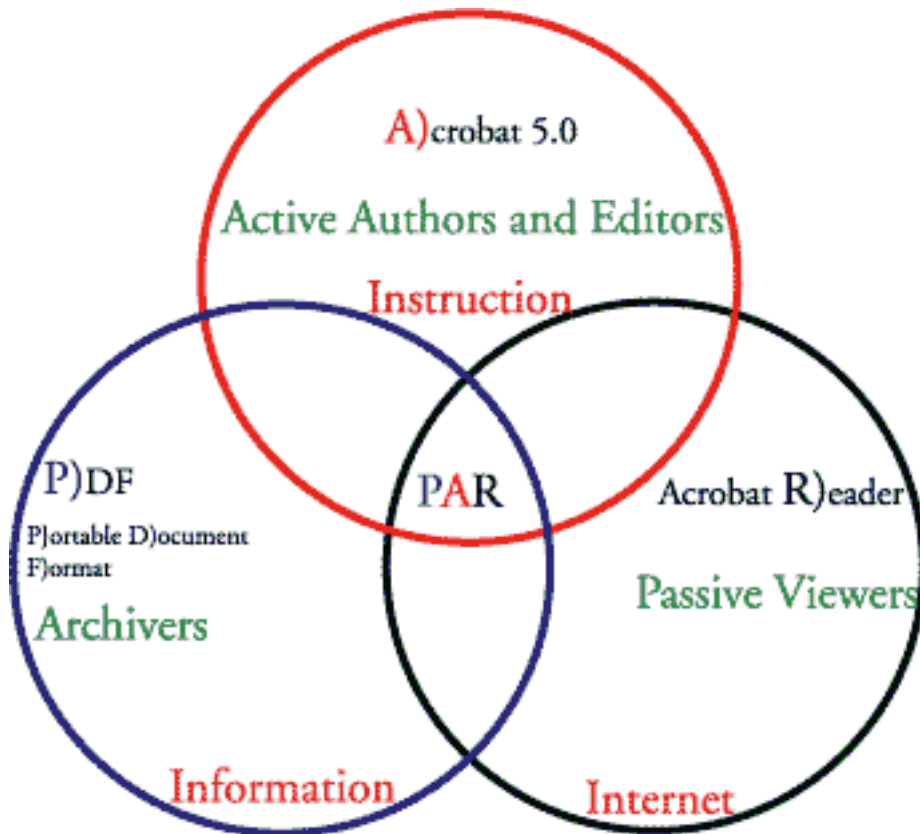 A)crobat 5.0
Active Authors and Editors
Instruction
P)DF
P)ortable D)ocument
F)ormat
Archivers
PAR
Acrobat R)eader
Passive Viewers
Information
Internet